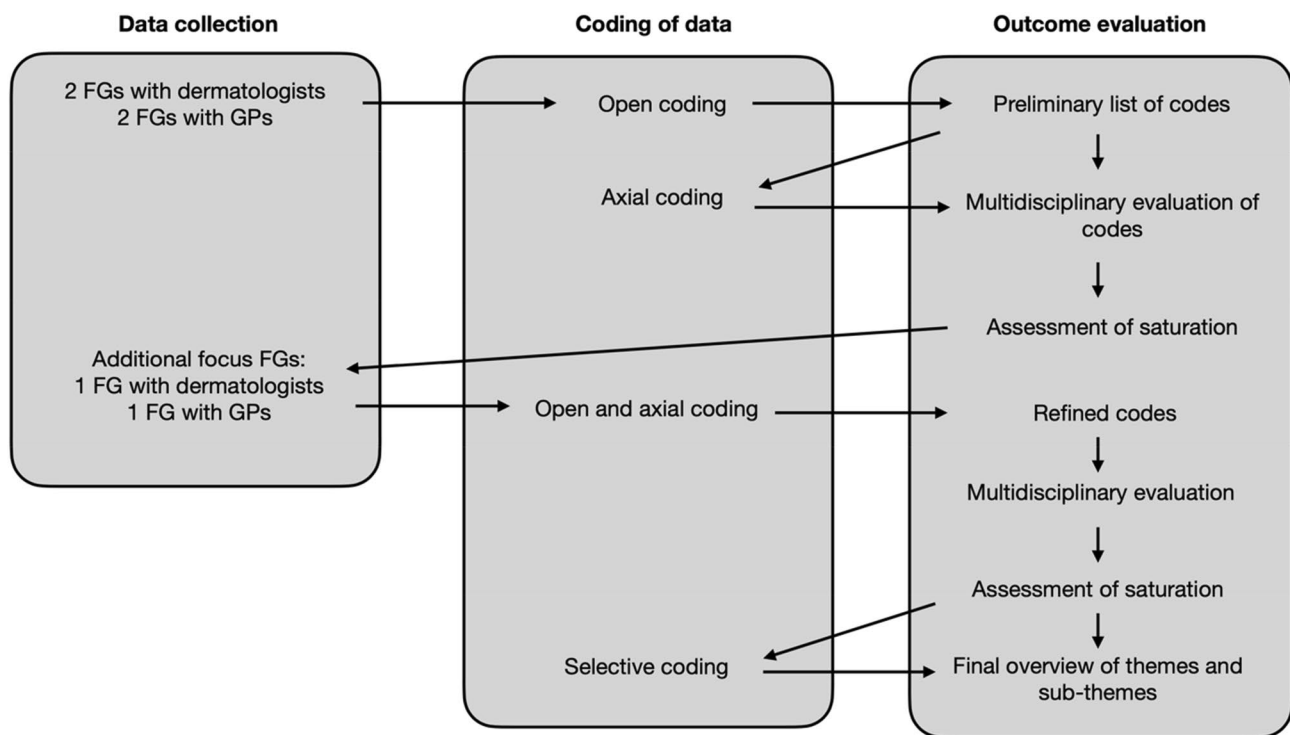 Data collection
Coding of data
Outcome evaluation
2 FGs with dermatologists
2 FGs with GPs
Open coding
Preliminary list of codes
Axial coding
Multidisciplinary evaluation of
codes
Assessment of saturation
Additional focus FGs:
1 FG with dermatologists
1 FG with GPs
Open and axial coding
Refined codes
Multidisciplinary evaluation
Assessment of saturation
Selective coding
Final overview of themes and
sub-themes